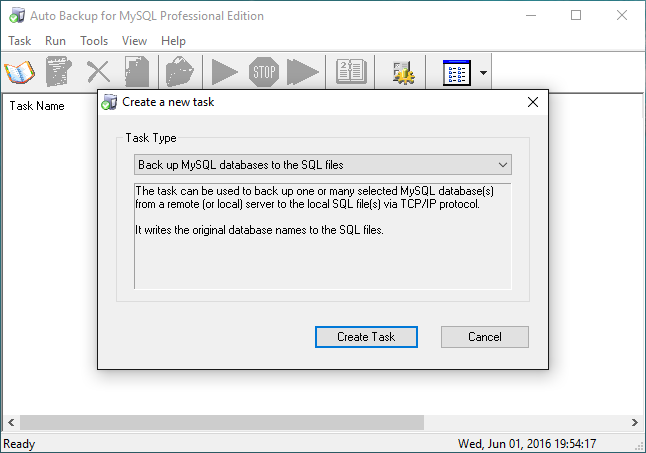 Auto Backup for MySQL Professional Edition
Task Run Tools View Help
STOP
Task Name
Create a new task
Task Type
Back up MySQL databases to the SQL files
The task can be used to back up one or many selected MySQL database(s)
from a remote (or local) server to the local SQL file(s) via TCP/IP protocol.
It writes the original database names to the SQL files.
Create Task Cancel
Ready Wed, Jun 01, 2016 19:54:17